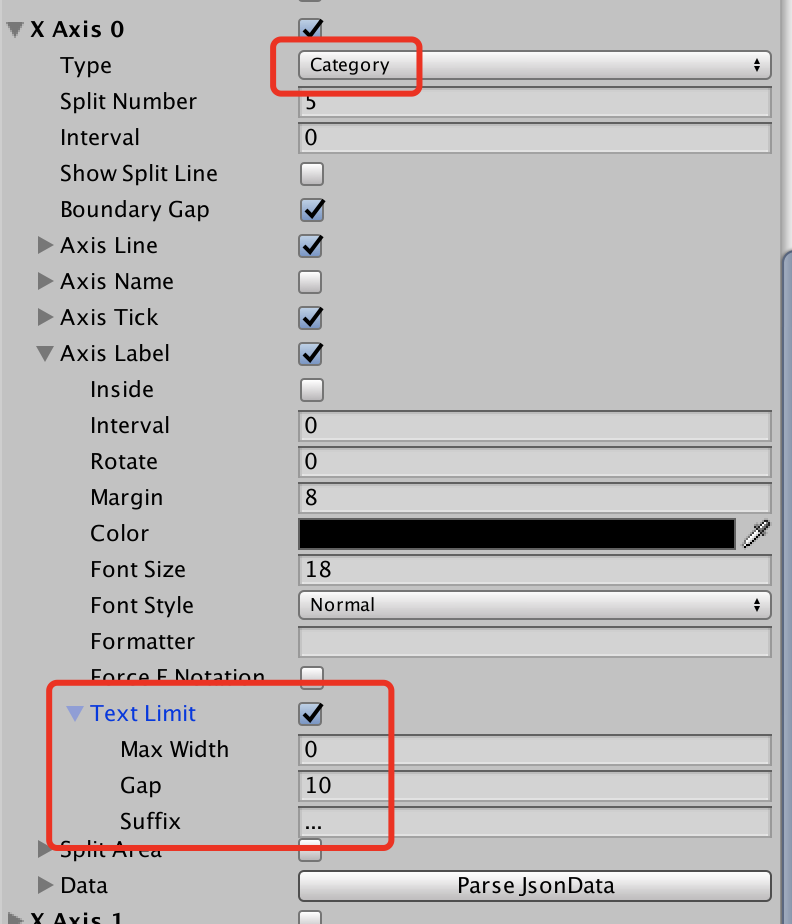 X Axis 0
Type Category
Split Number 5
Interval 0
Show Split Line
Boundary Gap
Axis Line
Axis Name
Axis Tick
Axis Label
Inside
Interval 0
Rotate 0
Margin 8
Color
Font Size 18
Font Style Normal
Formatter
Force E Notation
Text Limit
Max Width 0
Gap 10
Suffix ...
Split Area
Data Parse JsonData
X Axis 1